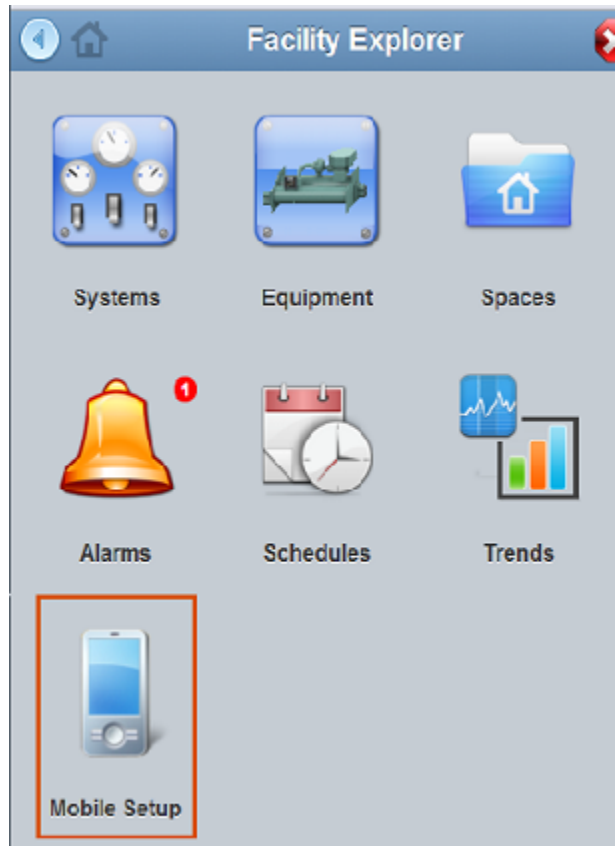 Facility Explorer
Systems
Equipment
Spaces
1
Alarms
Schedules
Trends
Mobile Setup